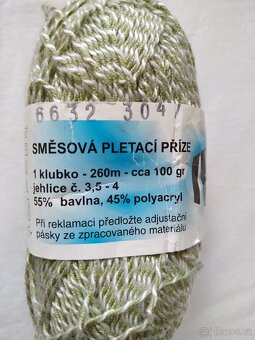 6632 3047
SMĚSOVÁ PLETACÍ PŘÍZE
1 klubko - 260m - cca 100 gr
jehlice č. 3,5 - 4
55% bavlna, 45% polyacryl
Při reklamaci předložte adjustační
pásky ze zpracovaného materiálu